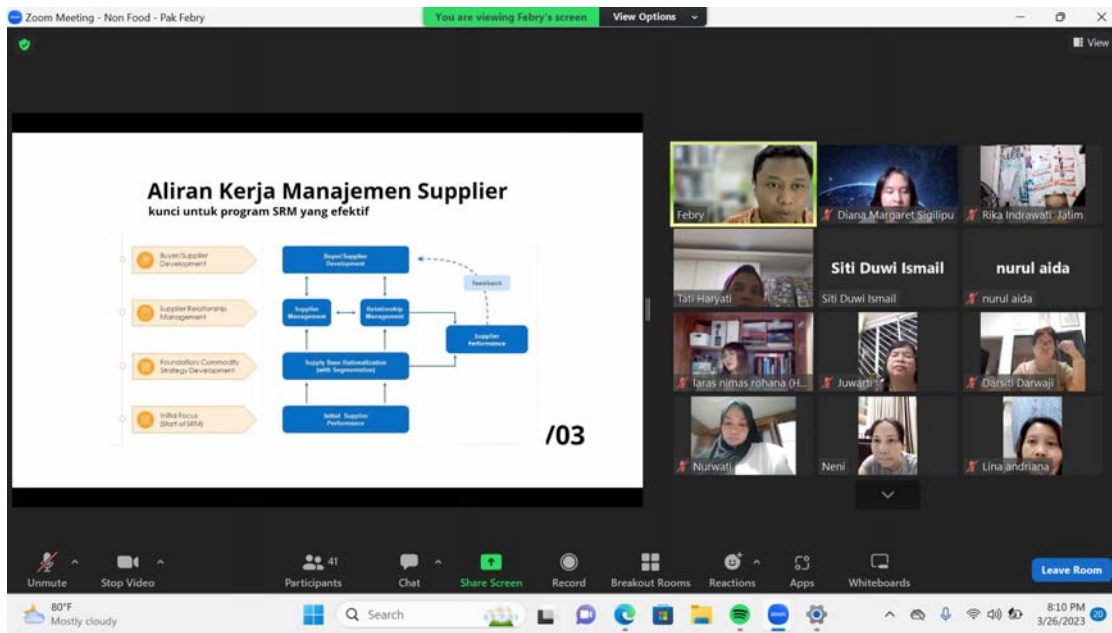 Zoom Meeting - Non Food - Pak Febry
You are viewing Febry's screen
View Options
View
Aliran Kerja Manajemen Supplier
kunci untuk program SRM yang efektif
Buyer/Supplier
Development
Supplier Relationship
Management
Foundation: Commodity
Strategy Development
Initial Focus
(Start of SRM)
Buyer/Supplier
Development
Feedback
Supplier
Management
Relationship
Management
Supplier
Performance
Supply Base Rationalization
(with Segmentation)
Initial Supplier
Performance
/03
Febry
Diana Margaret Sigilipu
Rika Indrawati Jatim
Tati Haryati
Siti Duwi Ismail
Siti Duwi Ismail
nurul aida
nurul aida
laras nimas rohana (H...
Juwarti
Darsiti Darwaji
Nurwati
Neni
Lina andriana
Unmute
Stop Video
41
Participants
Chat
Share Screen
Record
Breakout Rooms
Reactions
Apps
Whiteboards
Leave Room
80°F
Mostly cloudy
Search
8:10 PM
3/26/2023
20